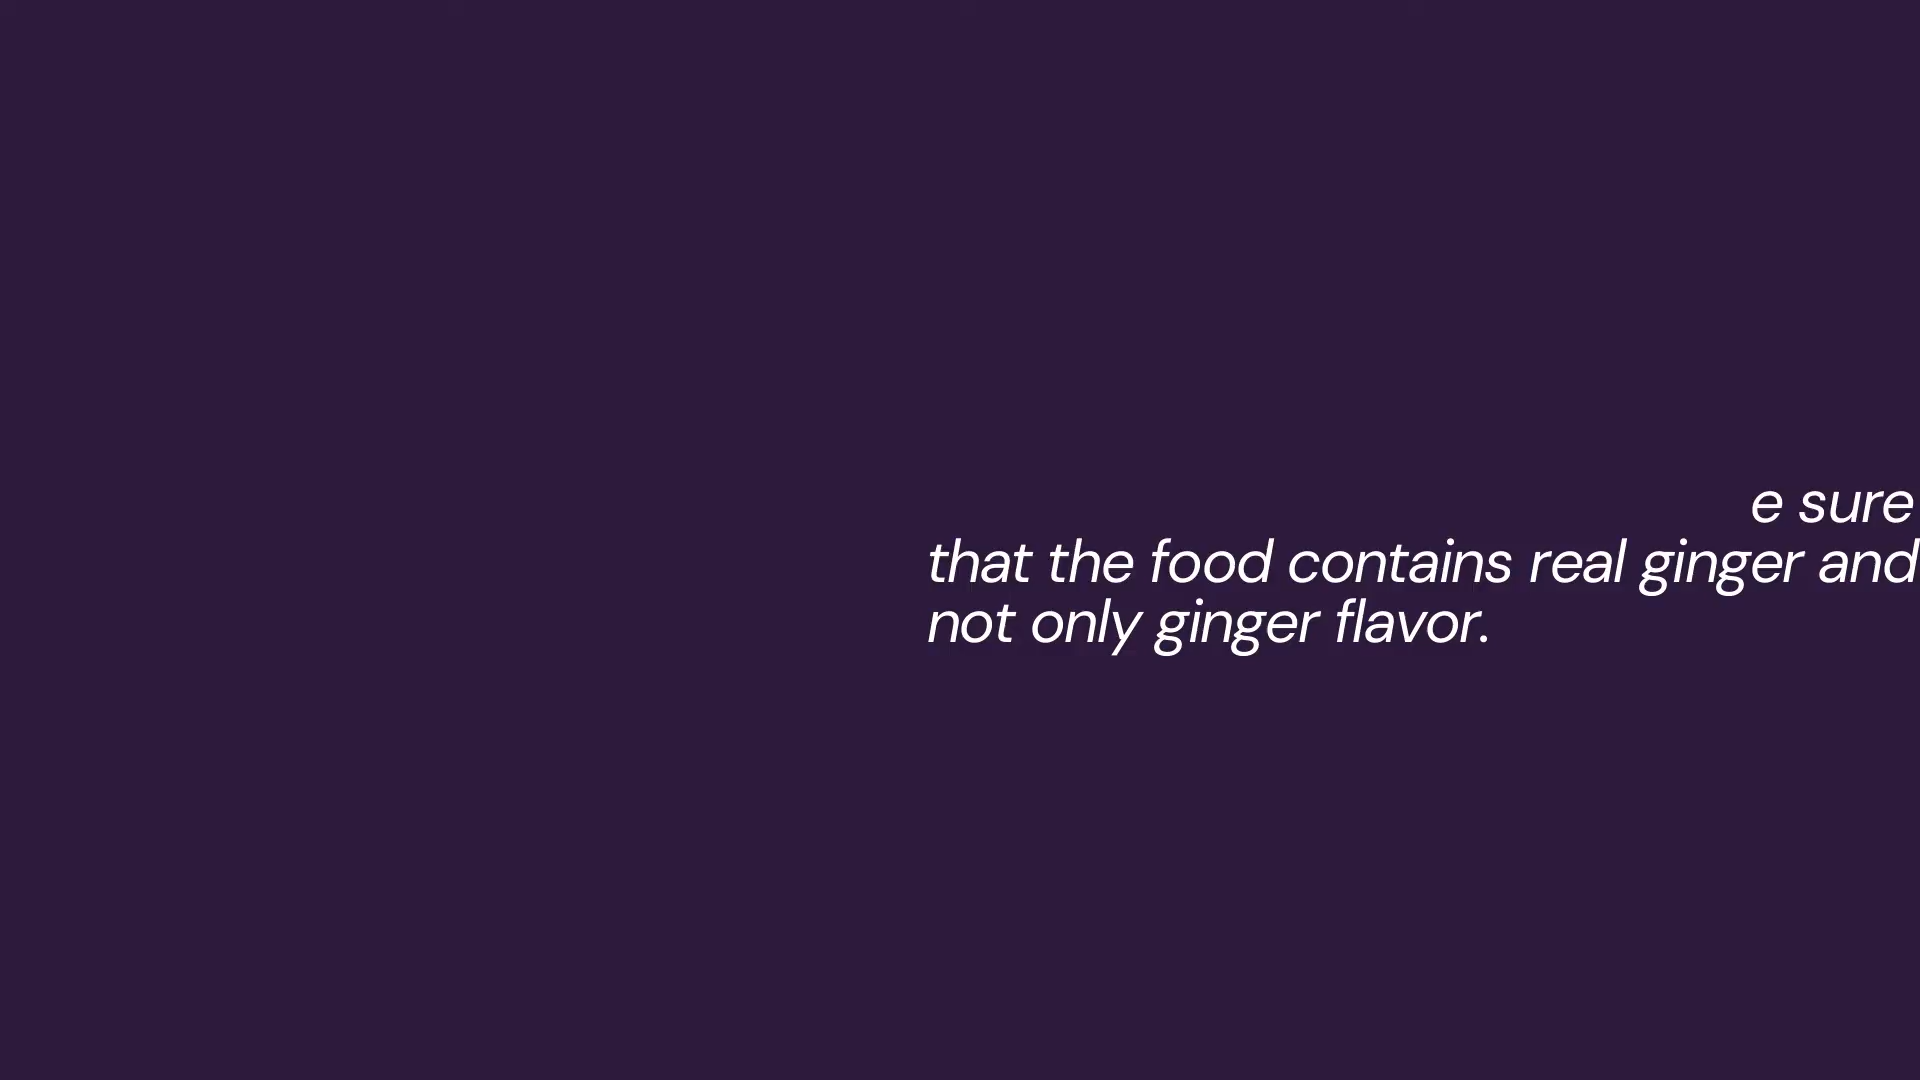 e sure
that the food contains real ginger and
not only ginger flavor.